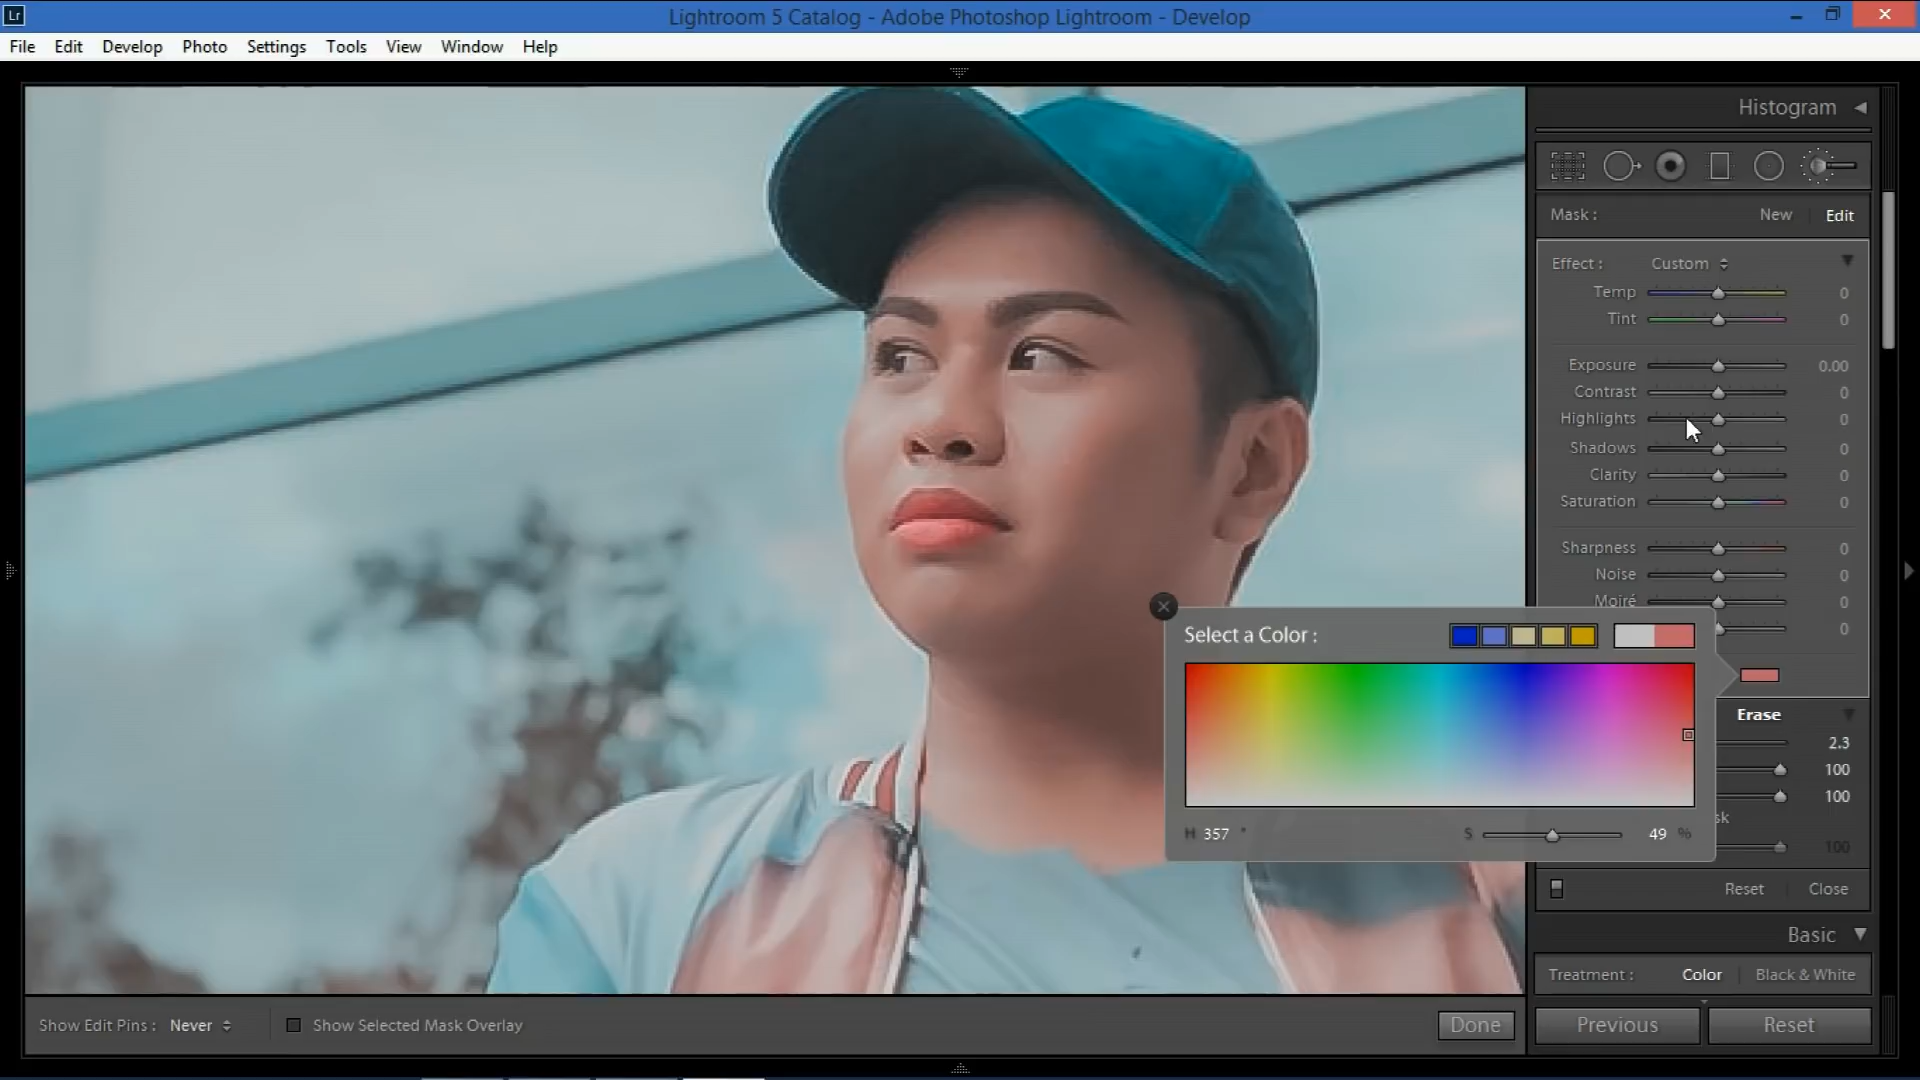 Lr
Lightroom 5 Catalog - Adobe Photoshop Lightroom - Develop
File Edit Develop Photo Settings Tools View Window Help
Histogram
Mask : New Edit
Effect : Custom
Temp 0
Tint 0
Exposure 0.00
Contrast 0
Highlights 0
Shadows 0
Clarity 0
Saturation 0
Sharpness 0
Noise 0
Moiré 0
0
Select a Color :
H 357 °
S 49 %
Erase
2.3
100
100
sk
100
Reset Close
Basic
Treatment : Color Black & White
Show Edit Pins : Never Show Selected Mask Overlay Done
Previous Reset